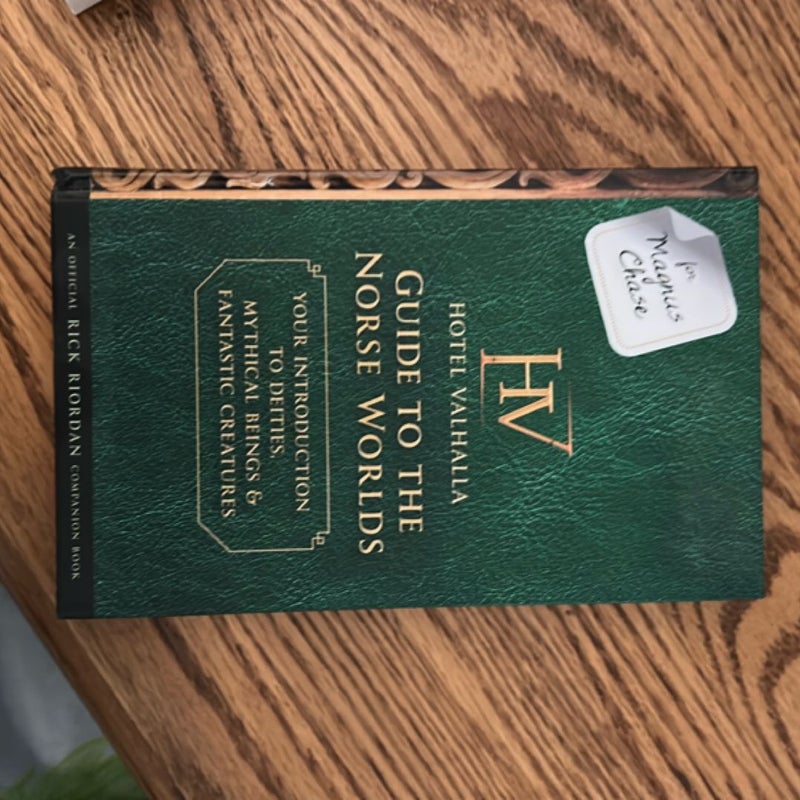 for
Magnus
Chase
HV
HOTEL VALHALLA
GUIDE TO THE
NORSE WORLDS
YOUR INTRODUCTION
TO DEITIES,
MYTHICAL BEINGS &
FANTASTIC CREATURES
AN OFFICIAL RICK RIORDAN COMPANION BOOK